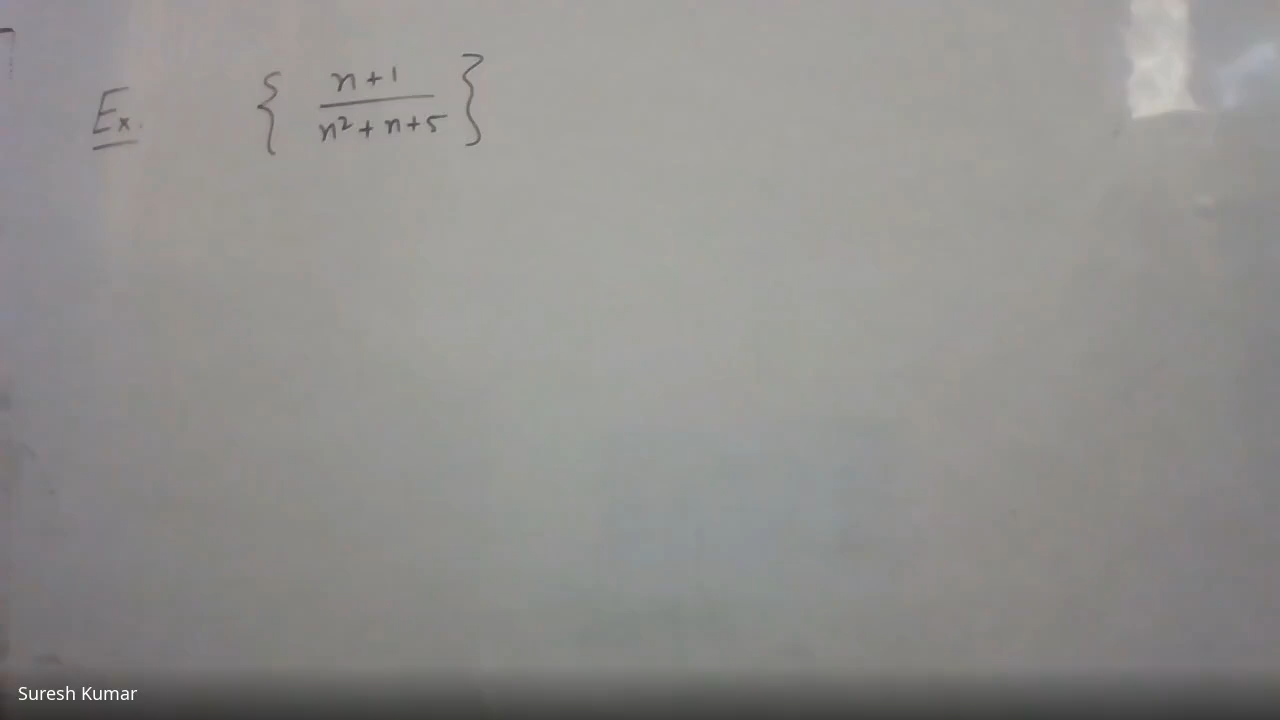 Ex. { n+1 / n²+n+5 }
Suresh Kumar